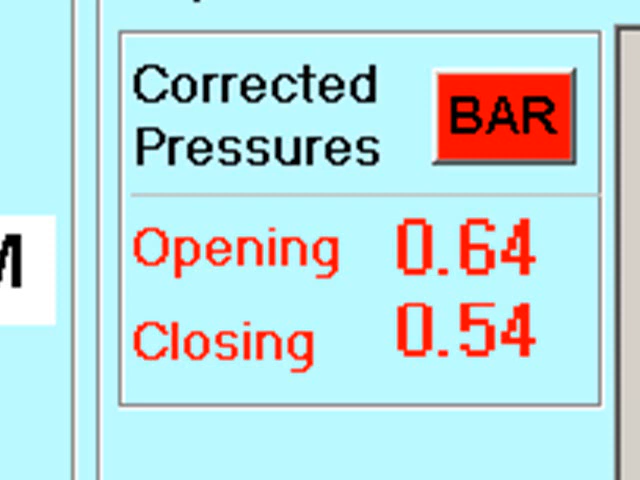 Corrected
Pressures
BAR
Opening 0.64
Closing 0.54
M